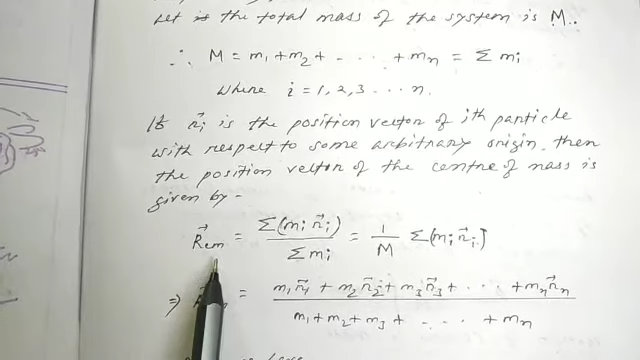 Let is the total mass of the system is M.
∴ M = m₁ + m₂ + · · · · + mₙ = Σ mᵢ
where i = 1, 2, 3 · · · n.
If r⃗ᵢ is the position vector of ith particle
with respect to some arbitrary origin, then
the position vector of the centre of mass is
given by -
R⃗cm = Σ(mᵢ r⃗ᵢ) / Σ mᵢ = 1/M Σ(mᵢ r⃗ᵢ)
⇒ = m₁r⃗₁ + m₂r⃗₂ + m₃r⃗₃ + · · · · + mₙr⃗ₙ / m₁ + m₂ + m₃ + · · · · + mₙ